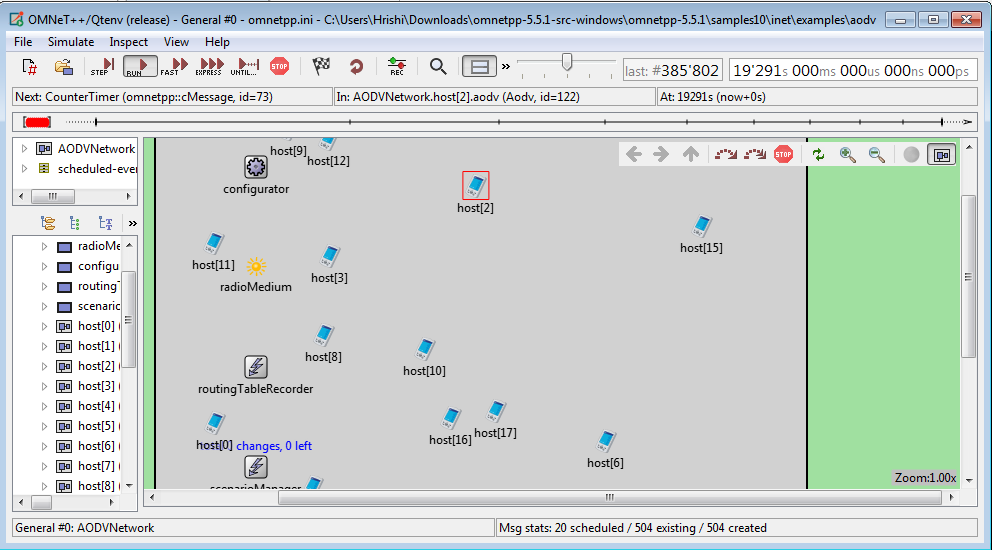 OMNeT++/Qtenv (release) - General #0 - omnetpp.ini - C:\Users\Hrishi\Downloads\omnetpp-5.5.1-src-windows\omnetpp-5.5.1\samples10\inet\examples\aodv
File Simulate Inspect View Help
STEP RUN FAST EXPRESS UNTIL... STOP REC » last: #385'802 19'291s 000ms 000us 000ns 000ps
Next: CounterTimer (omnetpp::cMessage, id=73) In: AODVNetwork.host[2].aodv (Aodv, id=122) At: 19291s (now+0s)
AODVNetwork
scheduled-eve
»
radioMe
configu
routingT
scenario
host[0] (
host[1] (
host[2] (
host[3] (
host[4] (
host[5] (
host[6] (
host[7] (
host[8] (
STOP
host[9]
host[12]
configurator
host[2]
host[15]
host[11]
host[3]
radioMedium
host[8]
host[10]
routingTableRecorder
host[16] host[17]
host[0] changes, 0 left
host[6]
scenarioManager
Zoom:1.00x
General #0: AODVNetwork Msg stats: 20 scheduled / 504 existing / 504 created